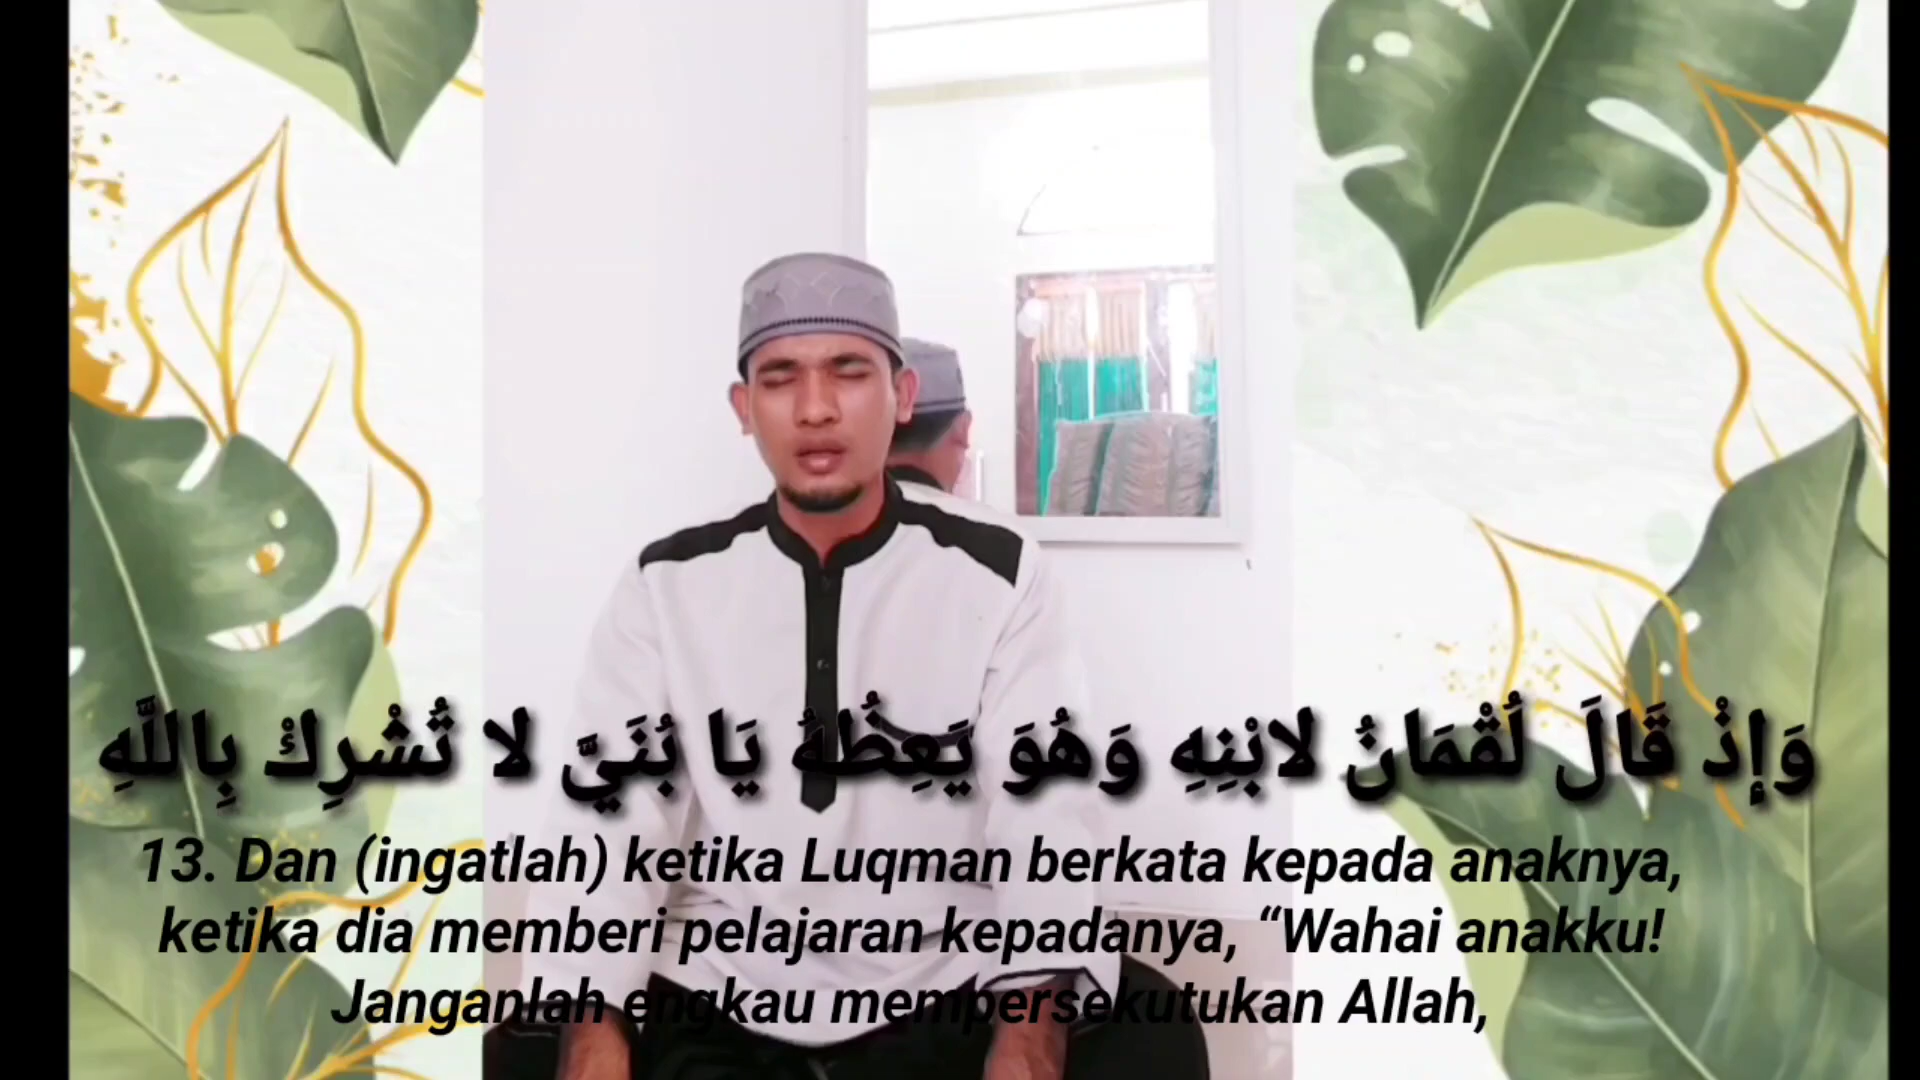 وَإِذْ قَالَ لُقْمَانُ لابْنِهِ وَهُوَ يَعِظُهُ يَا بُنَيَّ لا تُشْرِكْ بِاللَّهِ
13. Dan (ingatlah) ketika Luqman berkata kepada anaknya,
ketika dia memberi pelajaran kepadanya, “Wahai anakku!
Janganlah engkau mempersekutukan Allah,